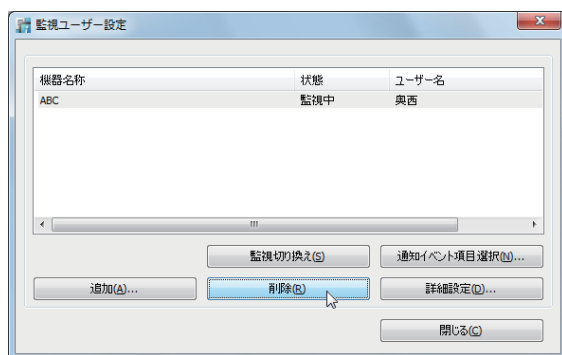 監視ユーザー設定
機器名称 状態 ユーザー名
ABC 監視中 奥西
監視切り換え(S) 通知イベント項目選択(N)...
追加(A)... 削除(R) 詳細設定(D)...
閉じる(C)